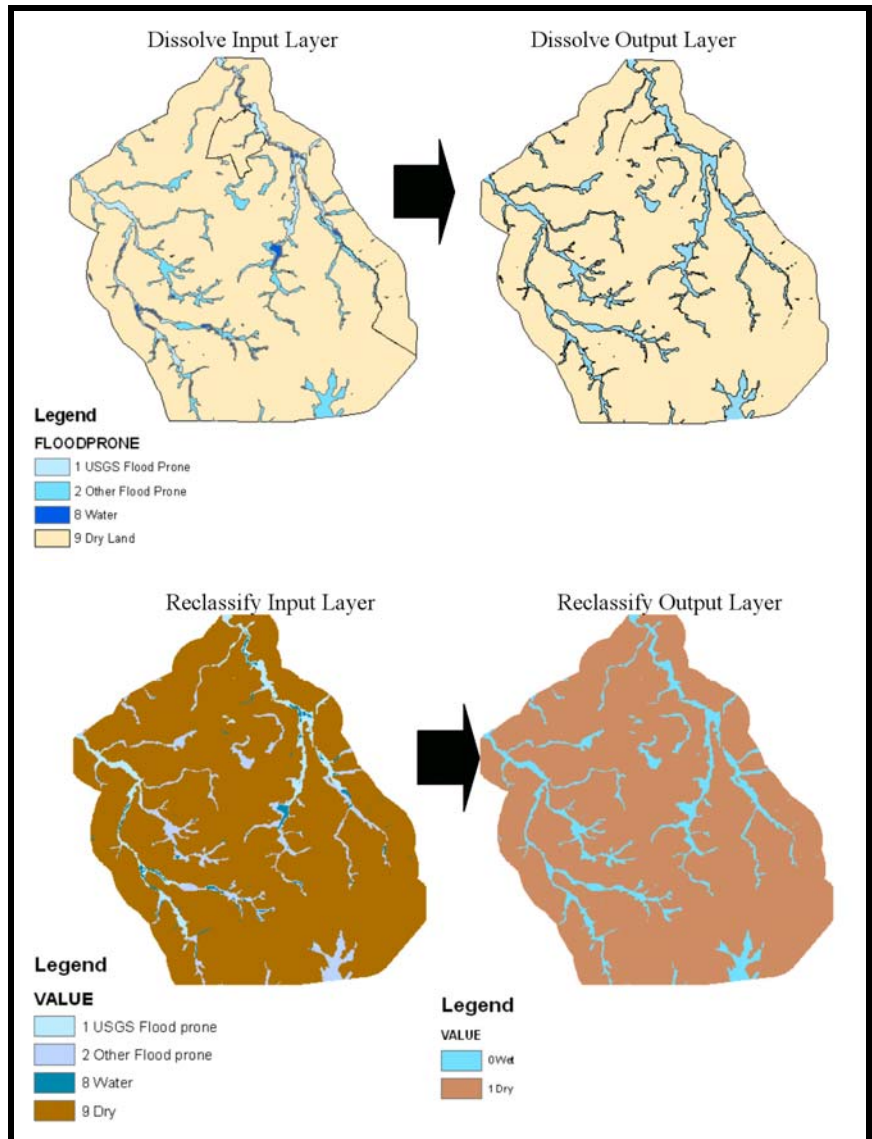 Dissolve Input Layer
Dissolve Output Layer
Legend
FLOODPRONE
1 USGS Flood Prone
2 Other Flood Prone
8 Water
9 Dry Land
Reclassify Input Layer
Reclassify Output Layer
Legend
VALUE
1 USGS Flood prone
2 Other Flood prone
8 Water
9 Dry
Legend
VALUE
0 Wet
1 Dry